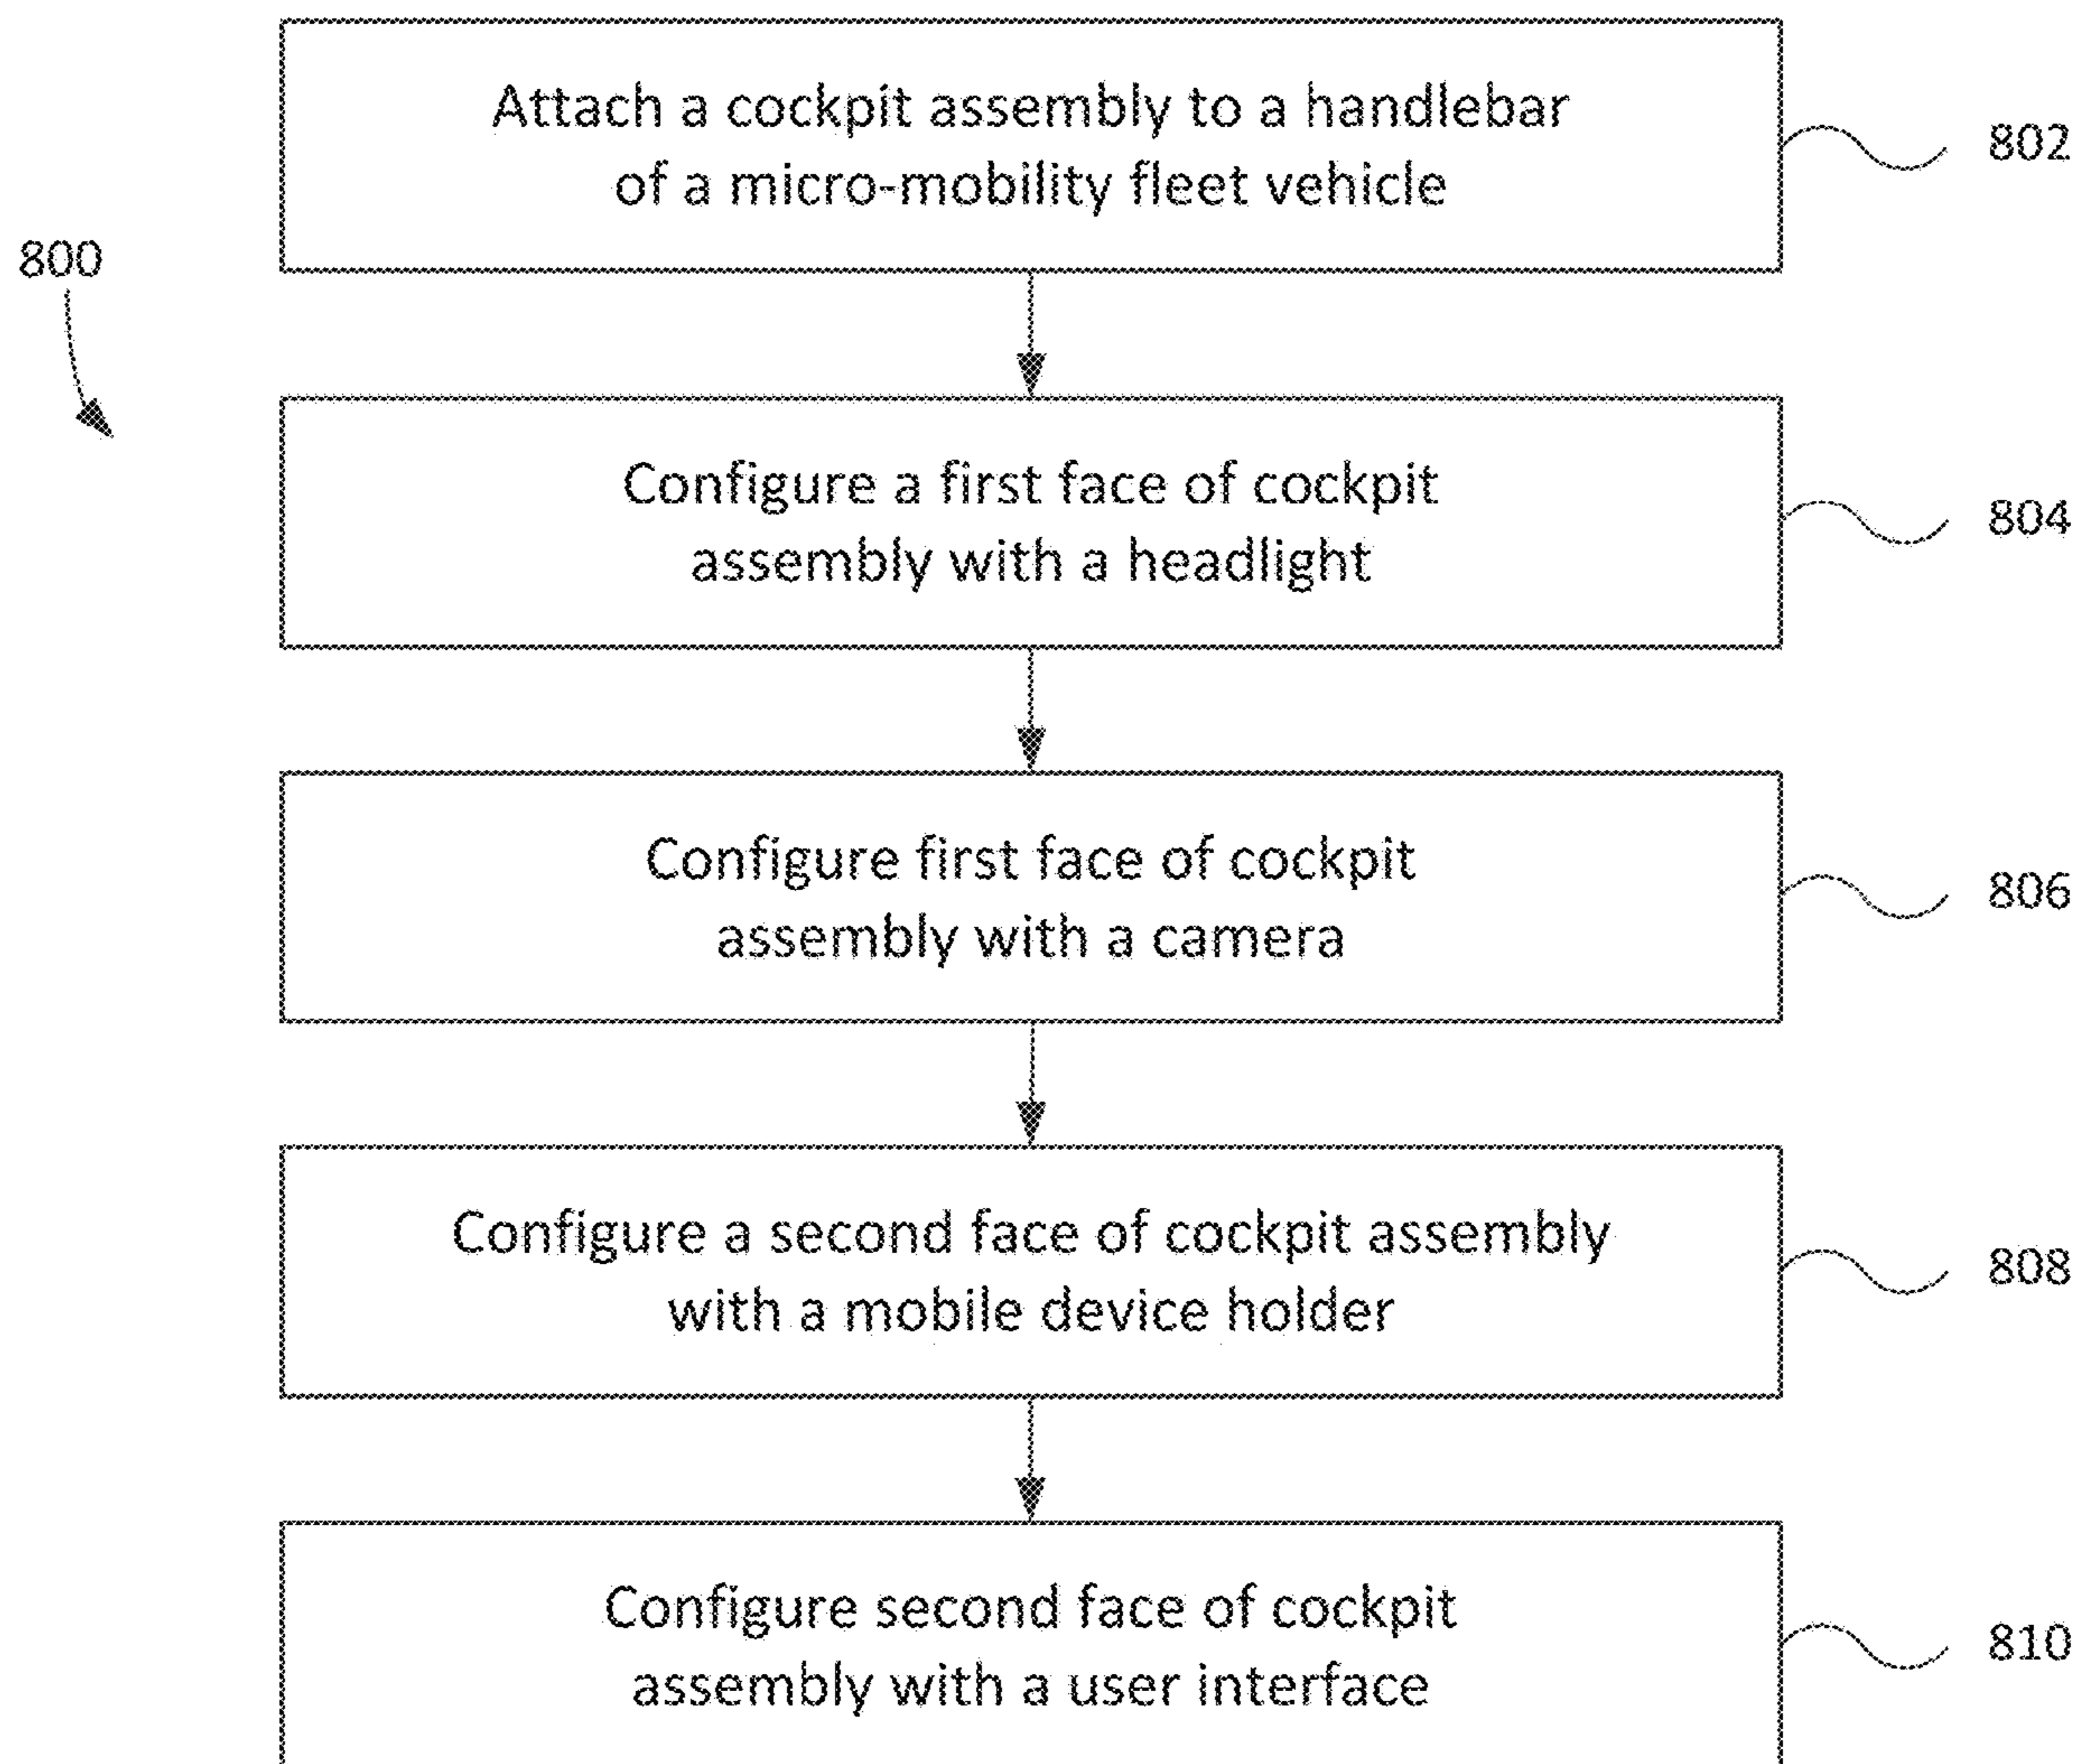 Attach a cockpit assembly to a handlebar
of a micro-mobility fleet vehicle
802
800
Configure a first face of cockpit
assembly with a headlight
804
Configure first face of cockpit
assembly with a camera
806
Configure a second face of cockpit assembly
with a mobile device holder
808
Configure second face of cockpit
assembly with a user interface
810